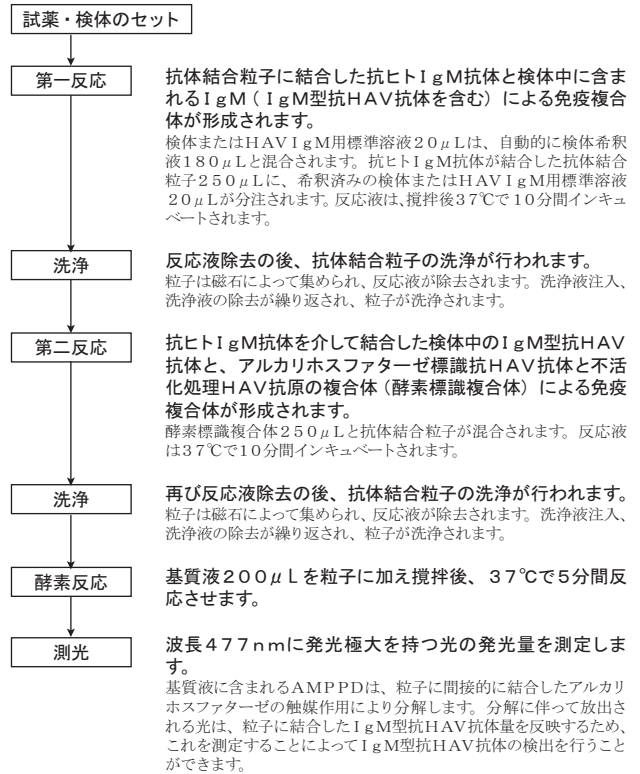 試薬・検体のセット
第一反応
抗体結合粒子に結合した抗ヒトIgM抗体と検体中に含ま
れるIgM(IgM型抗HAV抗体を含む)による免疫複合
体が形成されます。
検体またはHAVIgM用標準溶液20μLは、自動的に検体希釈
液180μLと混合されます。抗ヒトIgM抗体が結合した抗体結合
粒子250μLに、希釈済みの検体またはHAVIgM用標準溶液
20μLが分注されます。反応液は、撹拌後37℃で10分間インキュ
ベートされます。
洗浄
反応液除去の後、抗体結合粒子の洗浄が行われます。
粒子は磁石によって集められ、反応液が除去されます。洗浄液注入、
洗浄液の除去が繰り返され、粒子が洗浄されます。
第二反応
抗ヒトIgM抗体を介して結合した検体中のIgM型抗HAV
抗体と、アルカリホスファターゼ標識抗HAV抗体と不活
化処理HAV抗原の複合体(酵素標識複合体)による免疫
複合体が形成されます。
酵素標識複合体250μLと抗体結合粒子が混合されます。反応液
は37℃で10分間インキュベートされます。
洗浄
再び反応液除去の後、抗体結合粒子の洗浄が行われます。
粒子は磁石によって集められ、反応液が除去されます。洗浄液注入、
洗浄液の除去が繰り返され、粒子が洗浄されます。
酵素反応
基質液200μLを粒子に加え撹拌後、37℃で5分間反
応させます。
測光
波長477nmに発光極大を持つ光の発光量を測定しま
す。
基質液に含まれるAMPPDは、粒子に間接的に結合したアルカリ
ホスファターゼの触媒作用により分解します。分解に伴って放出さ
れる光は、粒子に結合したIgM型抗HAV抗体量を反映するため、
これを測定することによってIgM型抗HAV抗体の検出を行うこと
ができます。